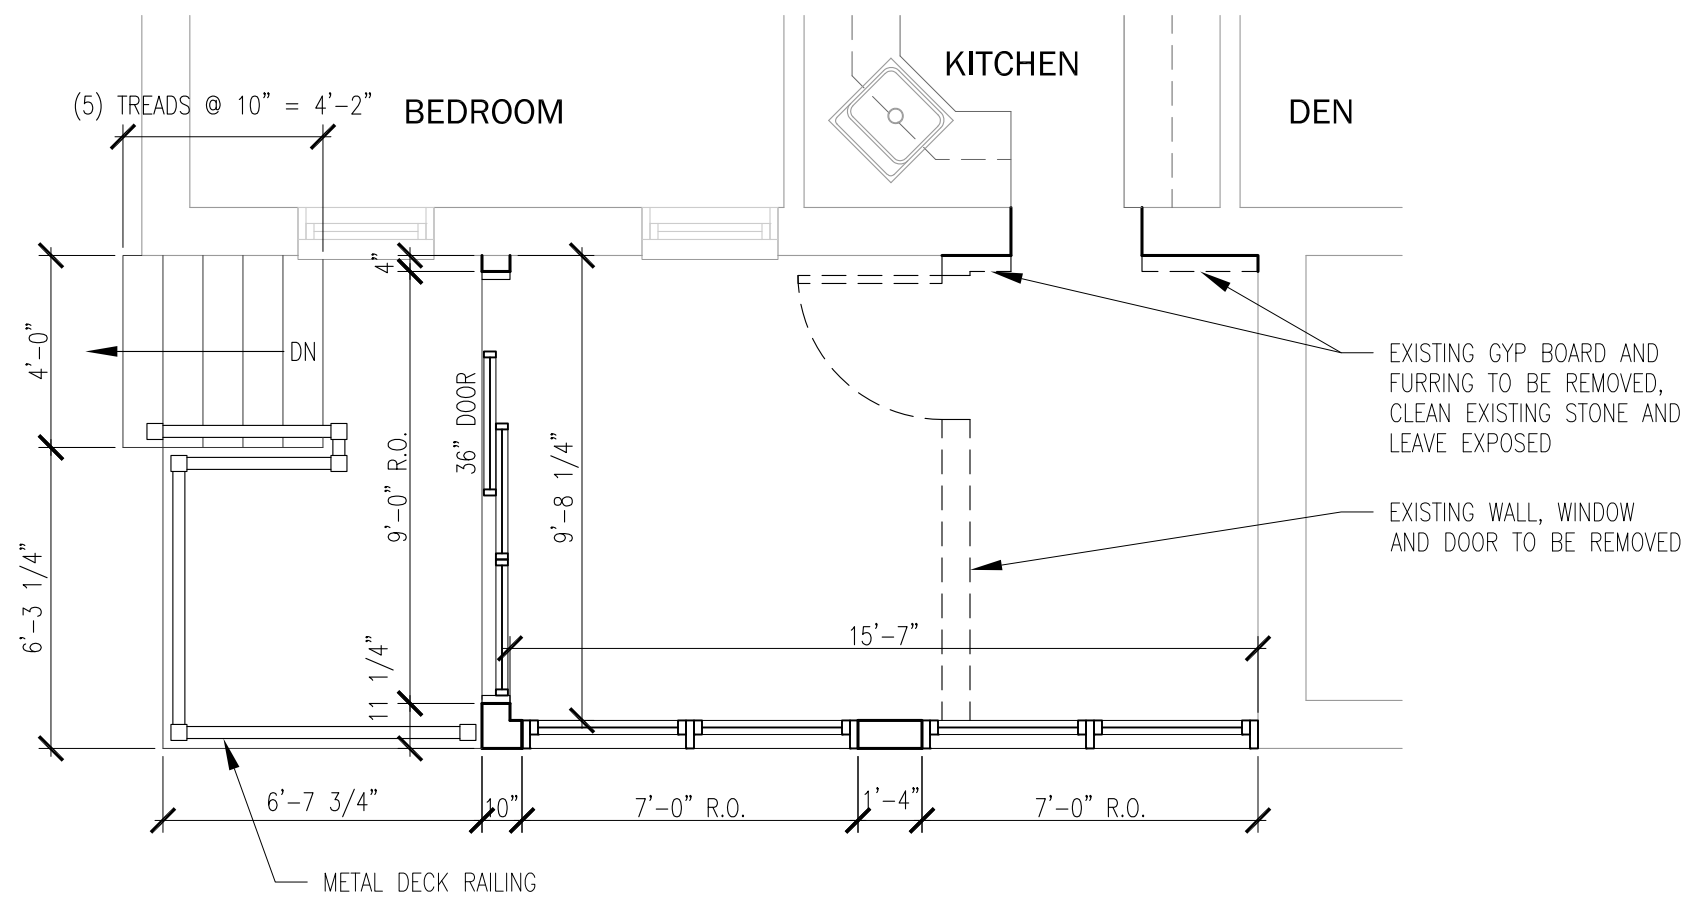 KITCHEN
(5) TREADS @ 10" = 4'-2"
BEDROOM
DEN
4"
4'-0"
DN
36" DOOR
9'-0" R.O.
9'-8 1/4"
EXISTING GYP BOARD AND
FURRING TO BE REMOVED,
CLEAN EXISTING STONE AND
LEAVE EXPOSED
EXISTING WALL, WINDOW
AND DOOR TO BE REMOVED
6'-3 1/4"
11 1/4"
15'-7"
6'-7 3/4"
10"
7'-0" R.O.
1'-4"
7'-0" R.O.
METAL DECK RAILING